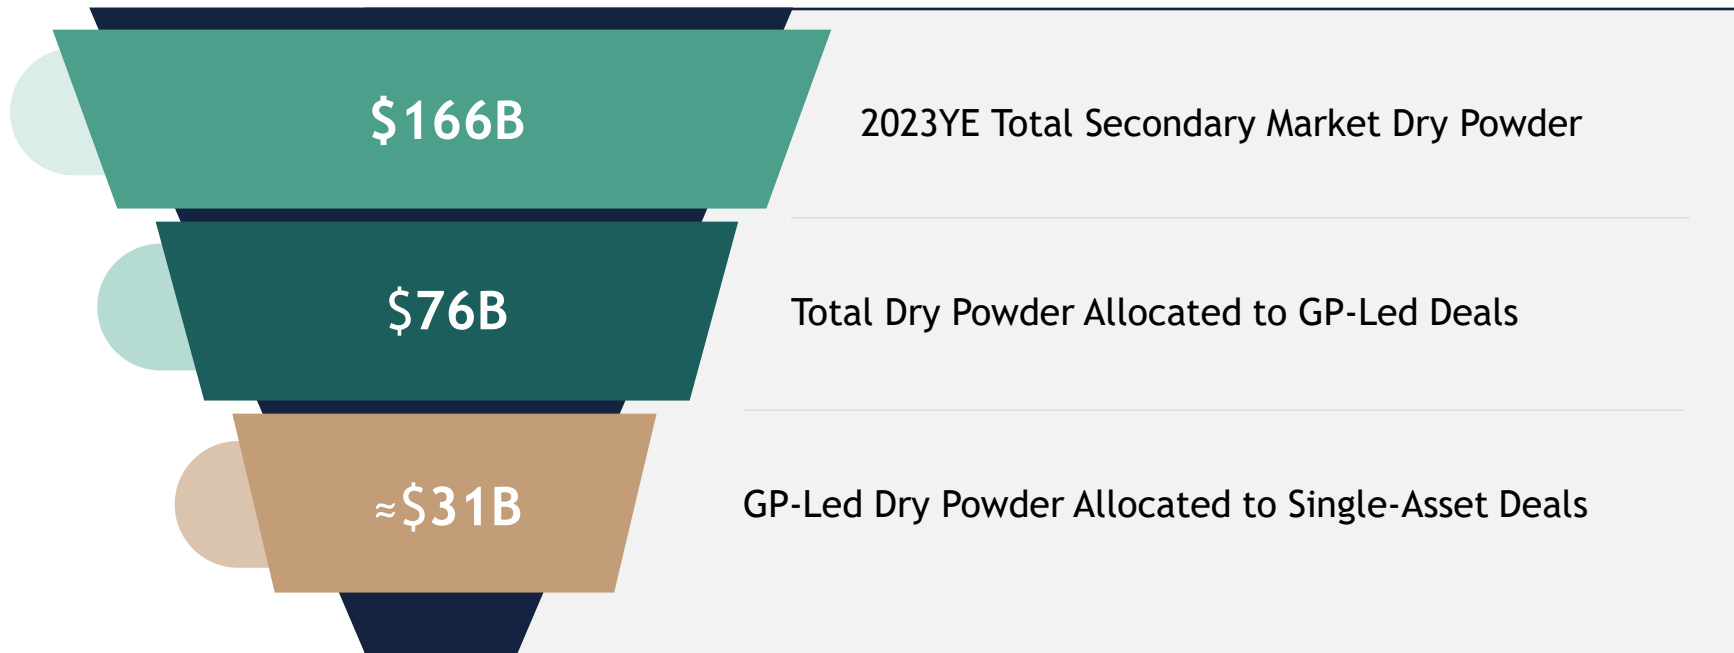 $166B
2023YE Total Secondary Market Dry Powder
$76B
Total Dry Powder Allocated to GP-Led Deals
≈$31B
GP-Led Dry Powder Allocated to Single-Asset Deals